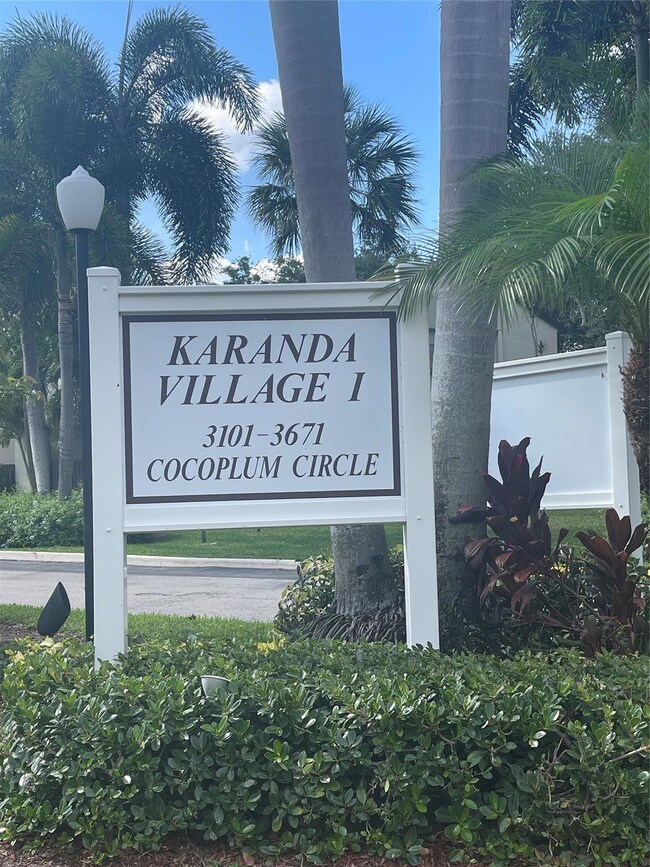 KARANDA
VILLAGE I
3101-3671
COCOPLUM CIRCLE